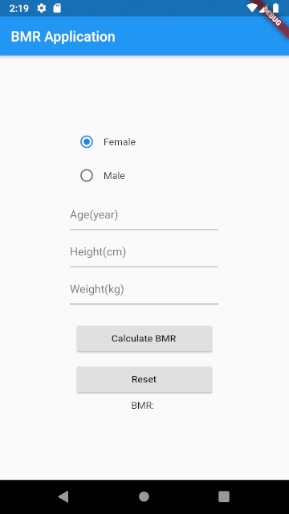 2:19
DEBUG
BMR Application
Female
Male
Age(year)
Height(cm)
Weight(kg)
Calculate BMR
Reset
BMR: